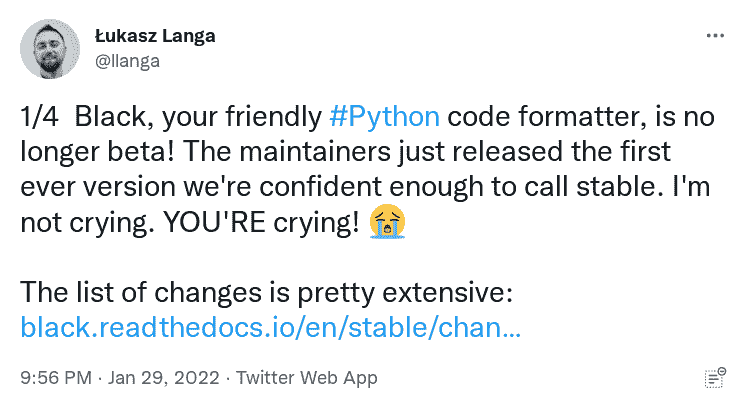 Łukasz Langa
@llanga
1/4 Black, your friendly #Python code formatter, is no
longer beta! The maintainers just released the first
ever version we're confident enough to call stable. I'm
not crying. YOU'RE crying! 😭
The list of changes is pretty extensive:
black.readthedocs.io/en/stable/chan…
9:56 PM · Jan 29, 2022 · Twitter Web App